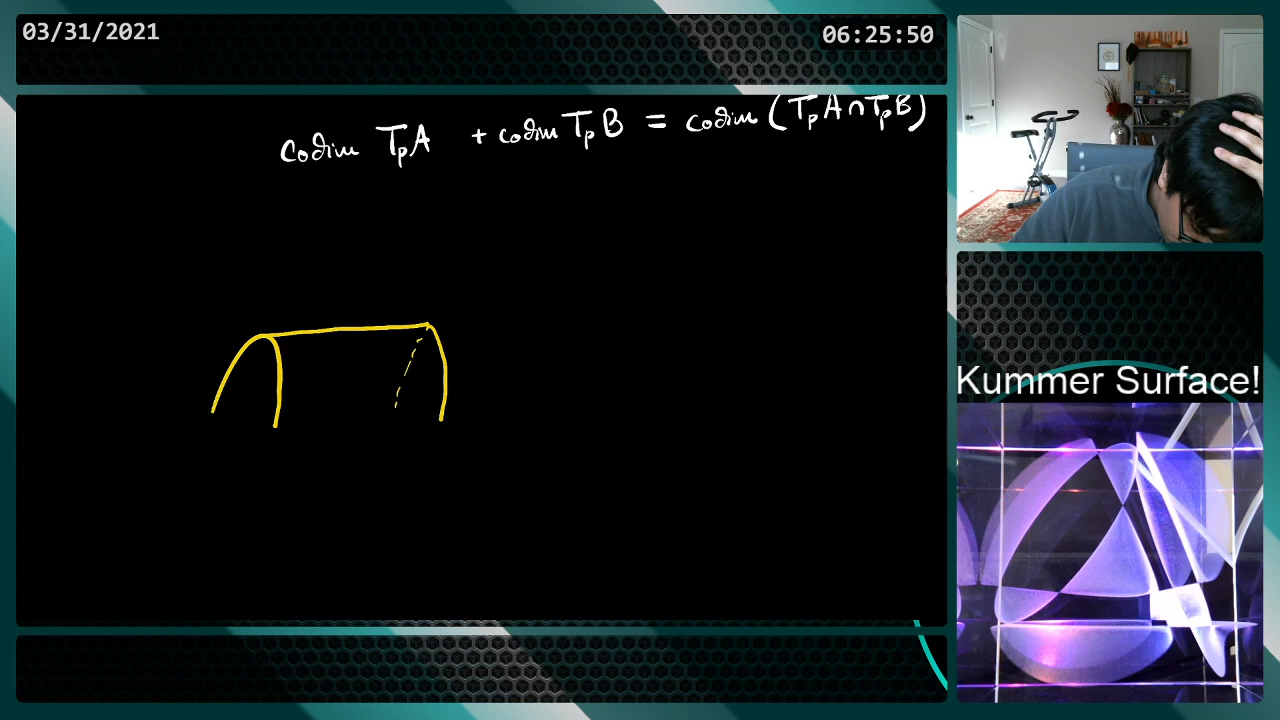 03/31/2021
06:25:50
codim TₚA + codim TₚB = codim (TₚA∩TₚB)
Kummer Surface!